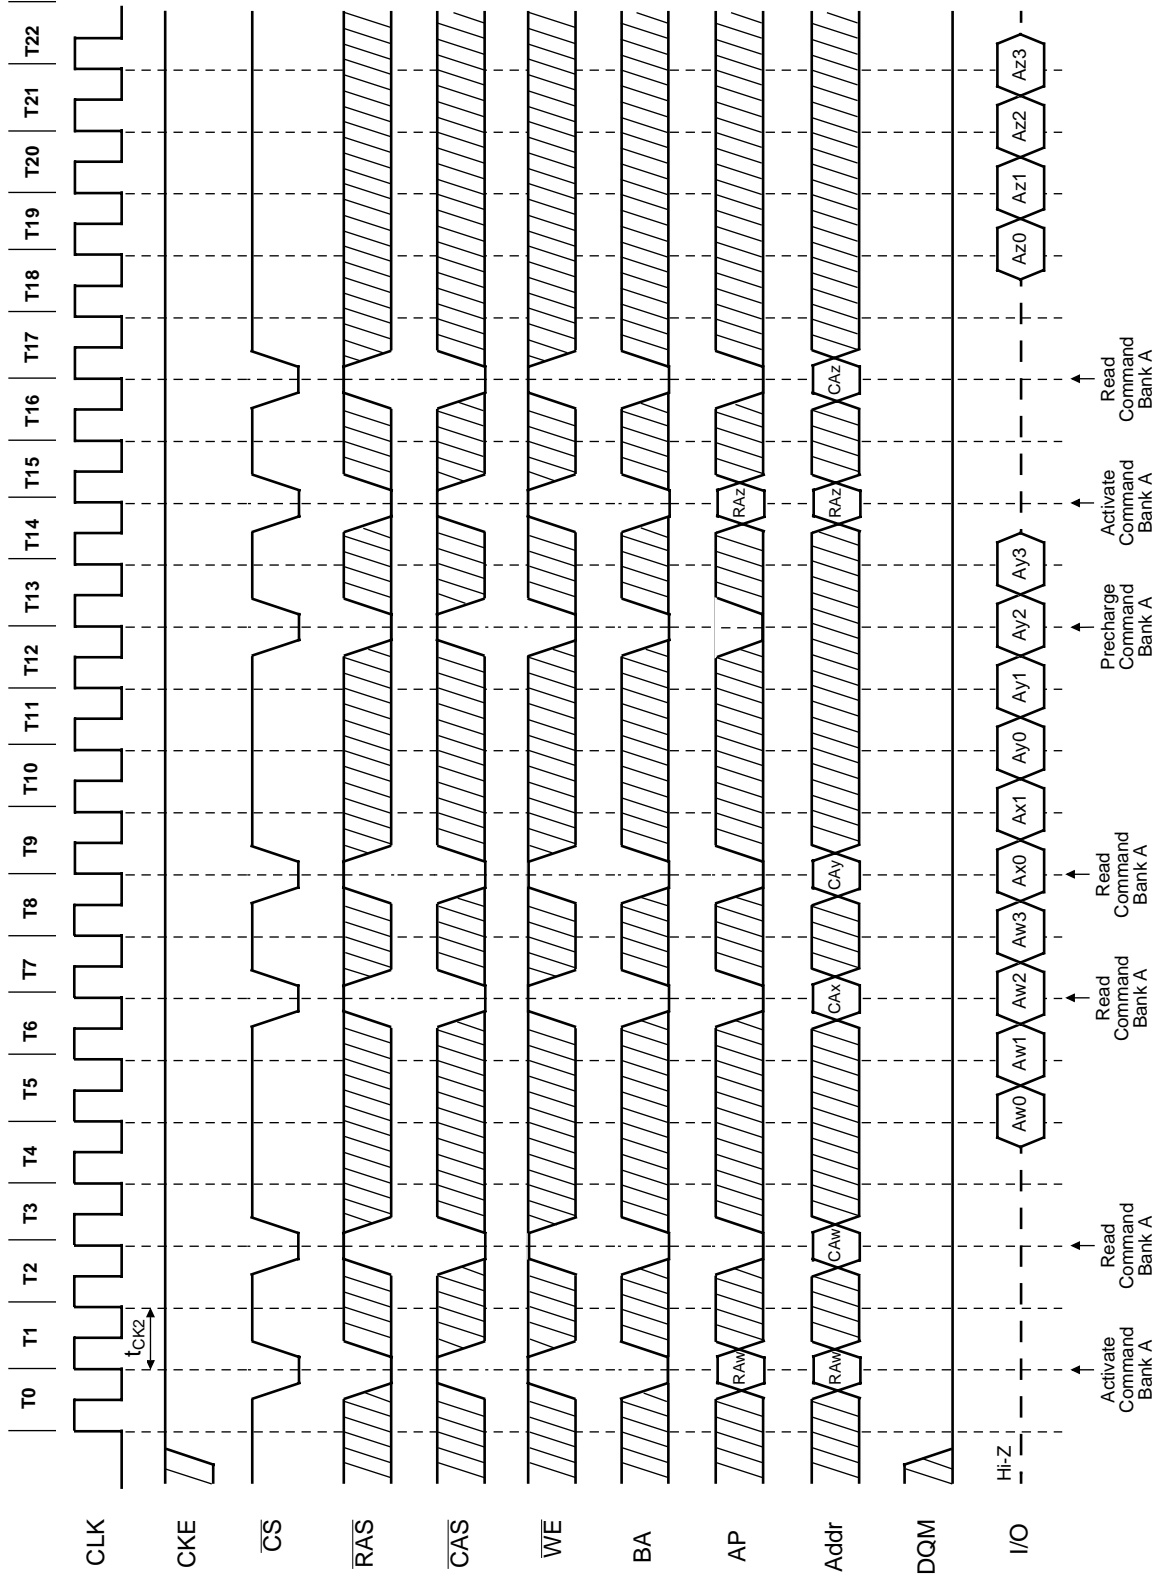 T0 T1 T2 T3 T4 T5 T6 T7 T8 T9 T10 T11 T12 T13 T14 T15 T16 T17 T18 T19 T20 T21 T22
CLK
tCK2
CKE
CS
RAS
CAS
WE
BA
AP RAw RAz
Addr RAw CAw CAx CAy RAz CAz
DQM
Hi-Z
I/O Aw0 Aw1 Aw2 Aw3 Ax0 Ax1 Ay0 Ay1 Ay2 Ay3 Az0 Az1 Az2 Az3
Activate
Command
Bank A
Read
Command
Bank A
Read
Command
Bank A
Read
Command
Bank A
Precharge
Command
Bank A
Activate
Command
Bank A
Read
Command
Bank A